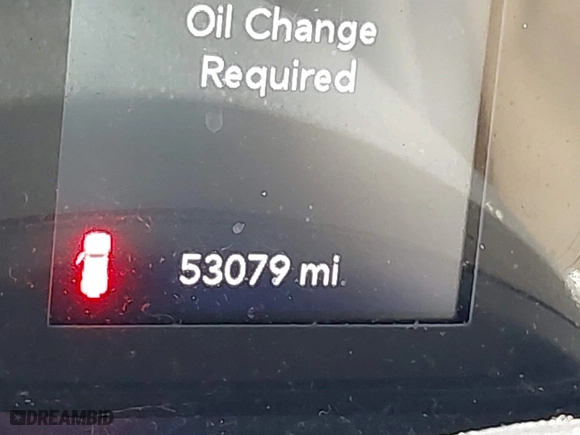 Oil Change
Required
53079 mi
DREAMBID